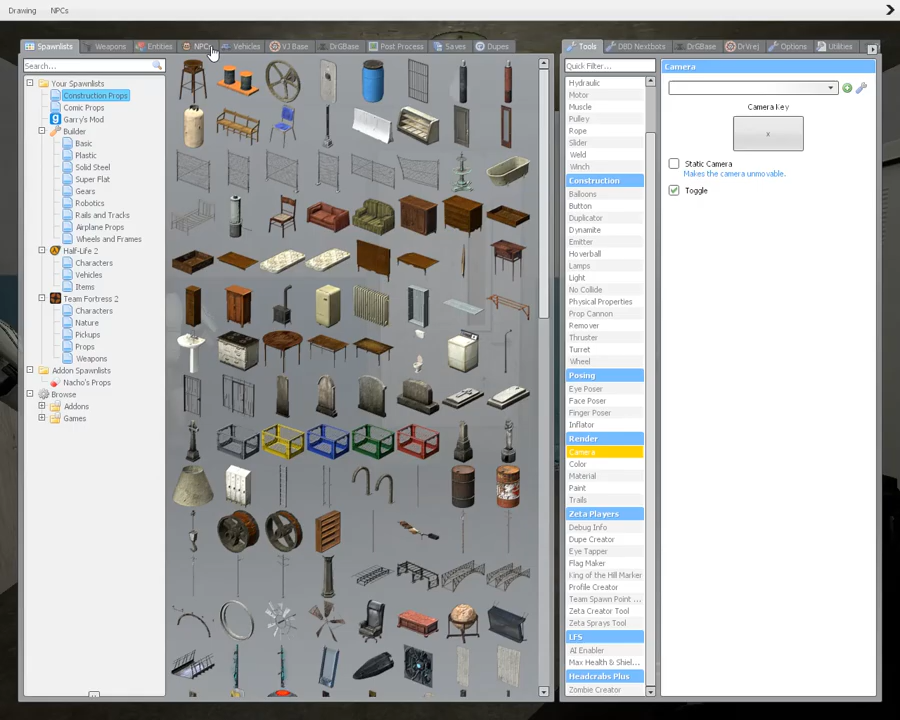 Drawing NPCs
Spawnlists Weapons Entities NPCs Vehicles VJ Base DrGBase Post Process Saves Dupes
Tools DBD Nextbots DrGBase DrVrej Options Utilities
Search...
Your Spawnlists
Construction Props
Comic Props
Garry's Mod
Builder
Basic
Plastic
Solid Steel
Super Flat
Gears
Robotics
Rails and Tracks
Airplane Props
Wheels and Frames
Half-Life 2
Characters
Vehicles
Items
Team Fortress 2
Characters
Nature
Pickups
Props
Weapons
Addon Spawnlists
Nacho's Props
Browse
Addons
Games
Quick Filter...
Hydraulic
Motor
Muscle
Pulley
Rope
Slider
Weld
Winch
Construction
Balloons
Button
Duplicator
Dynamite
Emitter
Hoverball
Lamps
Light
No Collide
Physical Properties
Prop Cannon
Remover
Thruster
Turret
Wheel
Posing
Eye Poser
Face Poser
Finger Poser
Inflator
Render
Camera
Color
Material
Paint
Trails
Zeta Players
Debug Info
Dupe Creator
Eye Tapper
Flag Maker
King of the Hill Marker
Profile Creator
Team Spawn Point ...
Zeta Creator Tool
Zeta Sprays Tool
LFS
AI Enabler
Max Health & Shiel...
Headcrabs Plus
Zombie Creator
Camera
Camera Key
x
Static Camera
Makes the camera unmovable.
Toggle